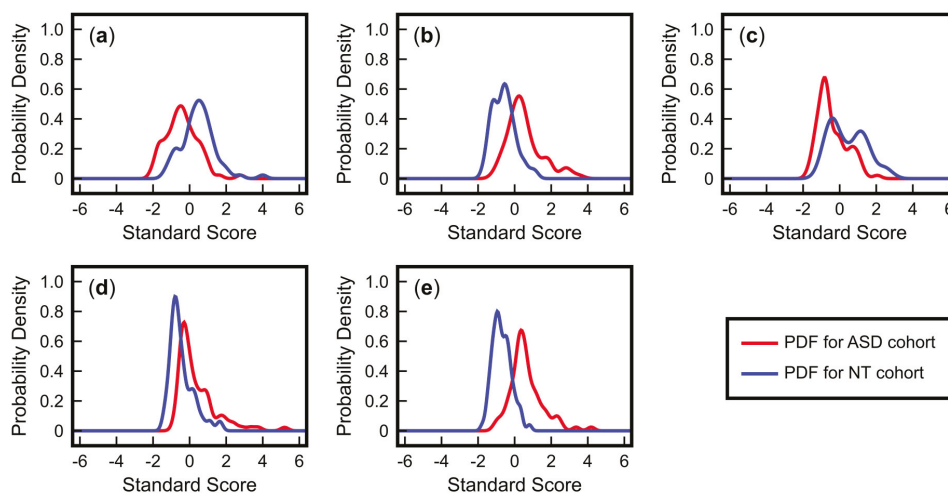 (a)
Probability Density
1.0
0.8
0.6
0.4
0.2
0
-6 -4 -2 0 2 4 6
Standard Score
(b)
Probability Density
1.0
0.8
0.6
0.4
0.2
0
-6 -4 -2 0 2 4 6
Standard Score
(c)
Probability Density
1.0
0.8
0.6
0.4
0.2
0
-6 -4 -2 0 2 4 6
Standard Score
(d)
Probability Density
1.0
0.8
0.6
0.4
0.2
0
-6 -4 -2 0 2 4 6
Standard Score
(e)
Probability Density
1.0
0.8
0.6
0.4
0.2
0
-6 -4 -2 0 2 4 6
Standard Score
PDF for ASD cohort
PDF for NT cohort